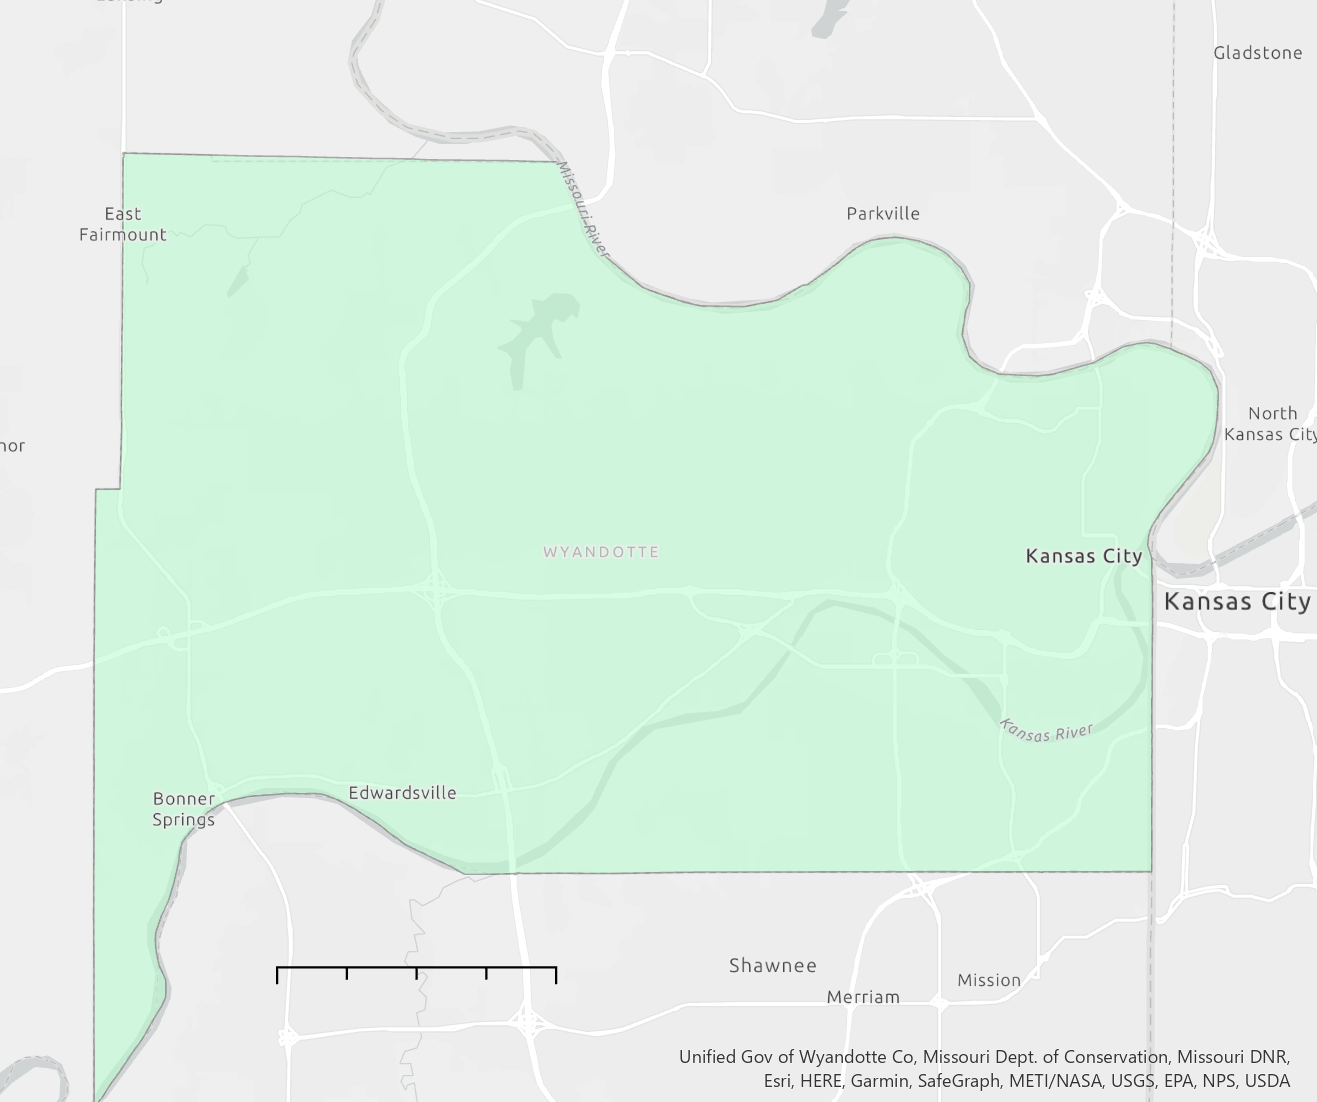 Gladstone
Missouri River
East
Fairmount
Parkville
North
Kansas City
WYANDOTTE
Kansas City
Kansas City
Kansas River
Bonner
Springs
Edwardsville
Shawnee
Mission
Merriam
Unified Gov of Wyandotte Co, Missouri Dept. of Conservation, Missouri DNR,
Esri, HERE, Garmin, SafeGraph, METI/NASA, USGS, EPA, NPS, USDA